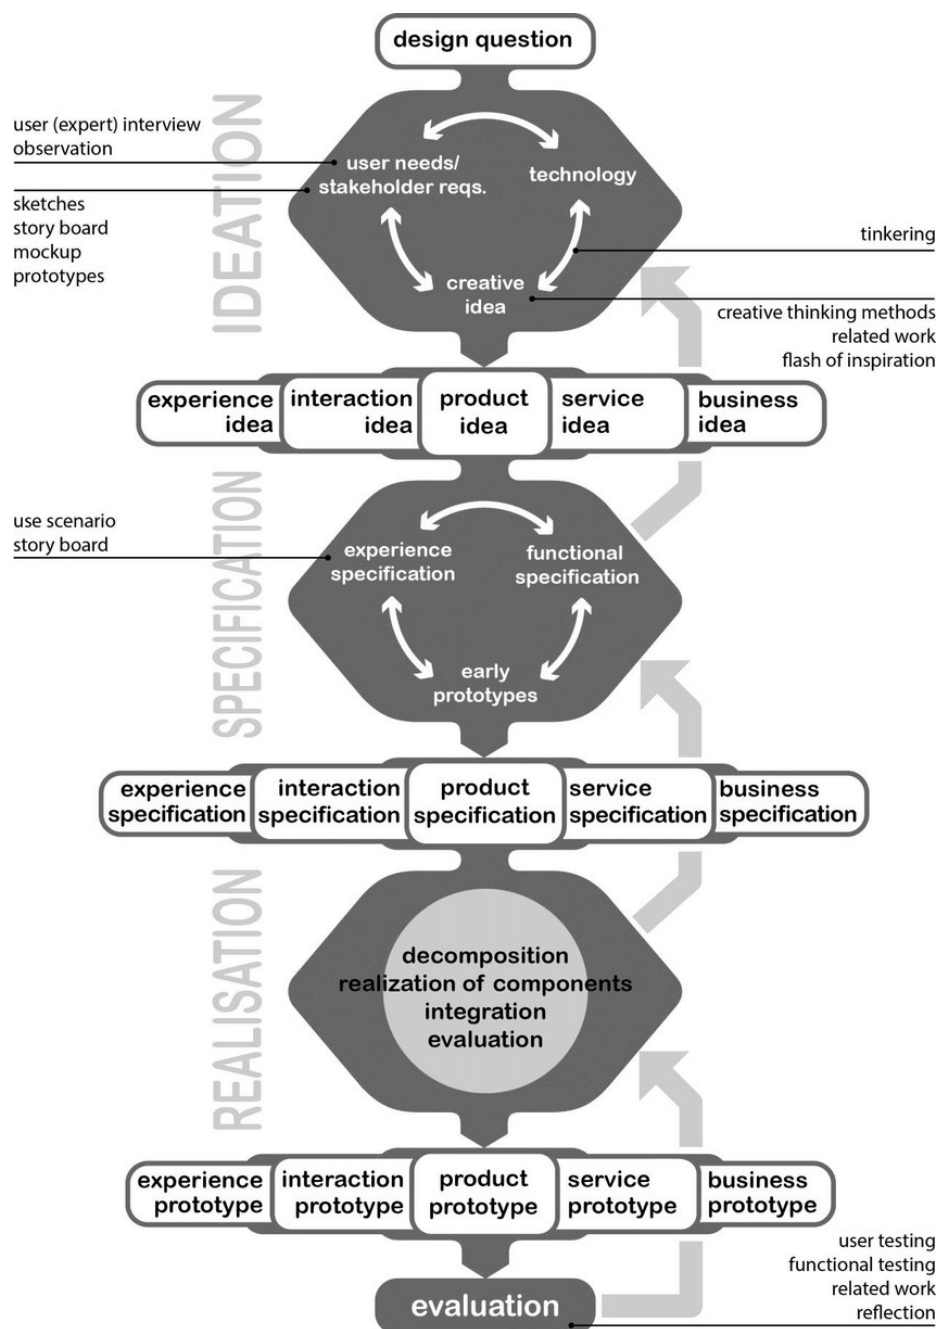 design question
IDEATION
user (expert) interview
observation
sketches
story board
mockup
prototypes
user needs/
stakeholder reqs.
technology
creative
idea
tinkering
creative thinking methods
related work
flash of inspiration
experience
idea
interaction
idea
product
idea
service
idea
business
idea
SPECIFICATION
use scenario
story board
experience
specification
functional
specification
early
prototypes
experience
specification
interaction
specification
product
specification
service
specification
business
specification
REALISATION
decomposition
realization of components
integration
evaluation
experience
prototype
interaction
prototype
product
prototype
service
prototype
business
prototype
evaluation
user testing
functional testing
related work
reflection